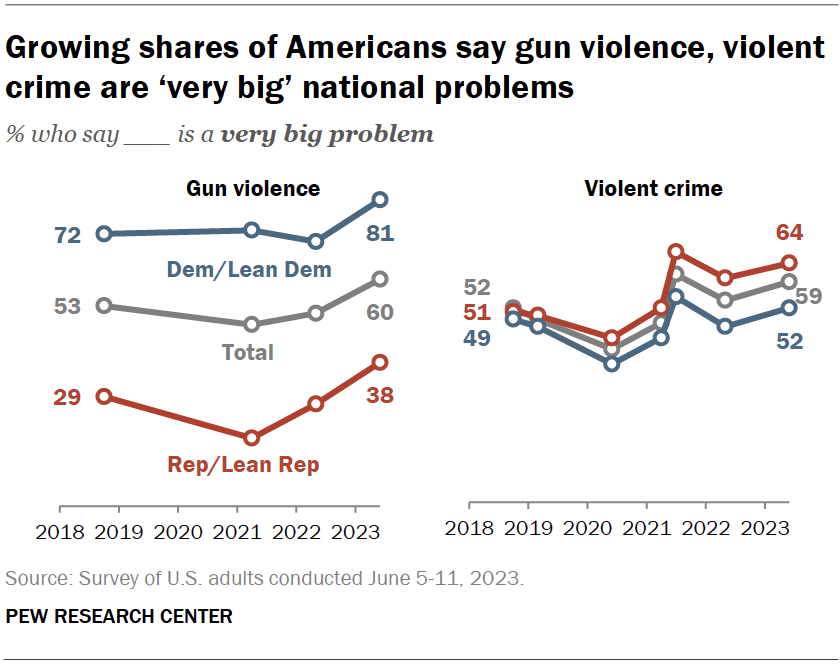 Growing shares of Americans say gun violence, violent
crime are ‘very big’ national problems
% who say ___ is a very big problem
Gun violence
72
81
Dem/Lean Dem
53
60
Total
29
38
Rep/Lean Rep
2018 2019 2020 2021 2022 2023
Violent crime
64
52
59
51
49
52
2018 2019 2020 2021 2022 2023
Source: Survey of U.S. adults conducted June 5-11, 2023.
PEW RESEARCH CENTER